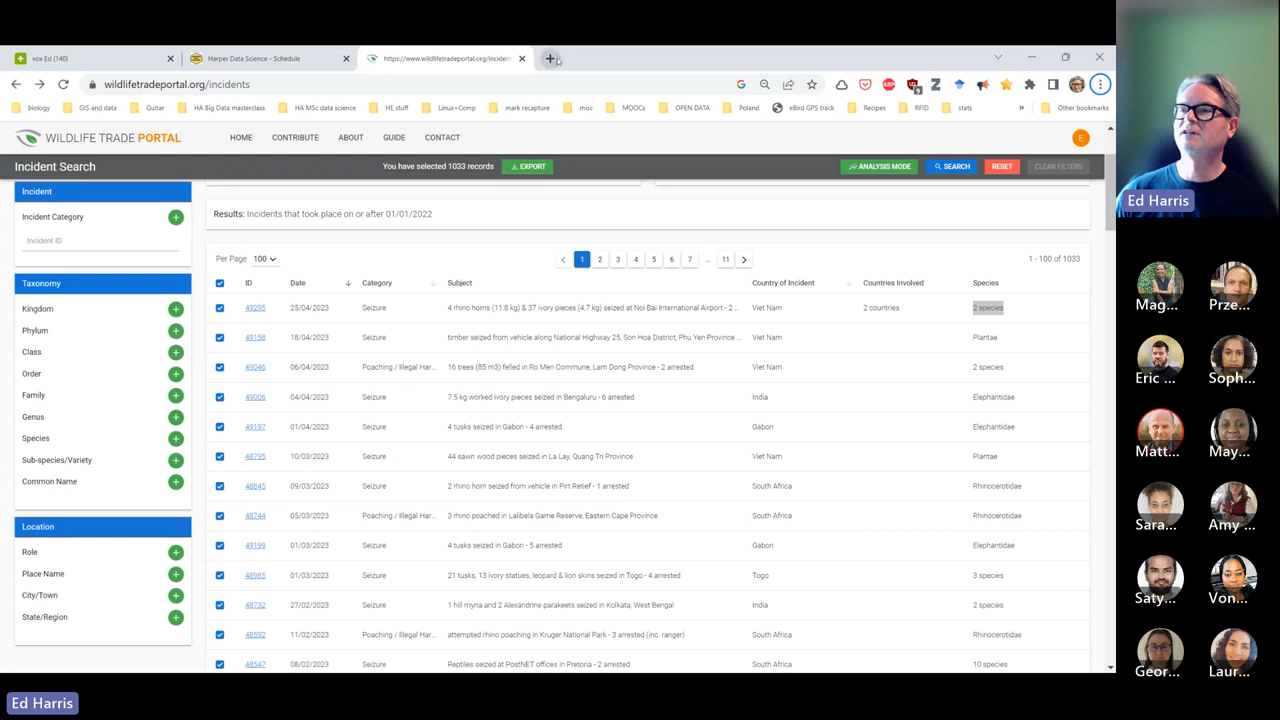 vox Ed (140)
Harper Data Science - Schedule
https://www.wildlifetradeportal.org/inciden
wildlifetradeportal.org/incidents
biology
GIS and data
Guitar
HA Big Data masterclass
HA MSc data science
HE stuff
Linux+Comp
mark recapture
misc
MOOCs
OPEN DATA
Poland
eBird GPS track
Recipes
RFID
stats
»
Other bookmarks
WILDLIFE TRADE PORTAL
HOME
CONTRIBUTE
ABOUT
GUIDE
CONTACT
E
Incident Search
You have selected 1033 records
EXPORT
ANALYSIS MODE
SEARCH
RESET
CLEAR FILTERS
Incident
Incident Category
Incident ID
Taxonomy
Kingdom
Phylum
Class
Order
Family
Genus
Species
Sub-species/Variety
Common Name
Location
Role
Place Name
City/Town
State/Region
Results: Incidents that took place on or after 01/01/2022
Per Page 100
1 2 3 4 5 6 7 ... 11
1 - 100 of 1033
ID Date Category Subject Country of Incident Countries Involved Species
49295 25/04/2023 Seizure 4 rhino horns (11.8 kg) & 37 ivory pieces (4.7 kg) seized at Noi Bai International Airport - 2 ... Viet Nam 2 countries 2 species
49158 18/04/2023 Seizure timber seized from vehicle along National Highway 25, Son Hoa District, Phu Yen Province ... Viet Nam Plantae
49046 06/04/2023 Poaching / Illegal Har... 16 trees (85 m3) felled in Ro Men Commune, Lam Dong Province - 2 arrested Viet Nam 2 species
49006 04/04/2023 Seizure 7.5 kg worked ivory pieces seized in Bengaluru - 6 arrested India Elephantidae
49197 01/04/2023 Seizure 4 tusks seized in Gabon - 4 arrested Gabon Elephantidae
48795 10/03/2023 Seizure 44 sawn wood pieces seized in La Lay, Quang Tri Province Viet Nam Plantae
48845 09/03/2023 Seizure 2 rhino horn seized from vehicle in Pirt Retief - 1 arrested South Africa Rhinocerotidae
48744 05/03/2023 Poaching / Illegal Har... 3 rhino poached in Lalibela Game Reserve, Eastern Cape Province South Africa Rhinocerotidae
49199 01/03/2023 Seizure 4 tusks seized in Gabon - 5 arrested Gabon Elephantidae
48985 01/03/2023 Seizure 21 tusks, 13 ivory statues, leopard & lion skins seized in Togo - 4 arrested Togo 3 species
48732 27/02/2023 Seizure 1 hill myna and 2 Alexandrine parakeets seized in Kolkata, West Bengal India 2 species
48592 11/02/2023 Poaching / Illegal Har... attempted rhino poaching in Kruger National Park - 3 arrested (inc. ranger) South Africa Rhinocerotidae
48547 08/02/2023 Seizure Reptiles seized at PostNET offices in Pretoria - 2 arrested South Africa 10 species
Ed Harris
Mag...
Prze...
Eric ...
Soph...
Matt...
May...
Sara...
Amy ...
Saty...
Von...
Geor...
Laur...
Ed Harris